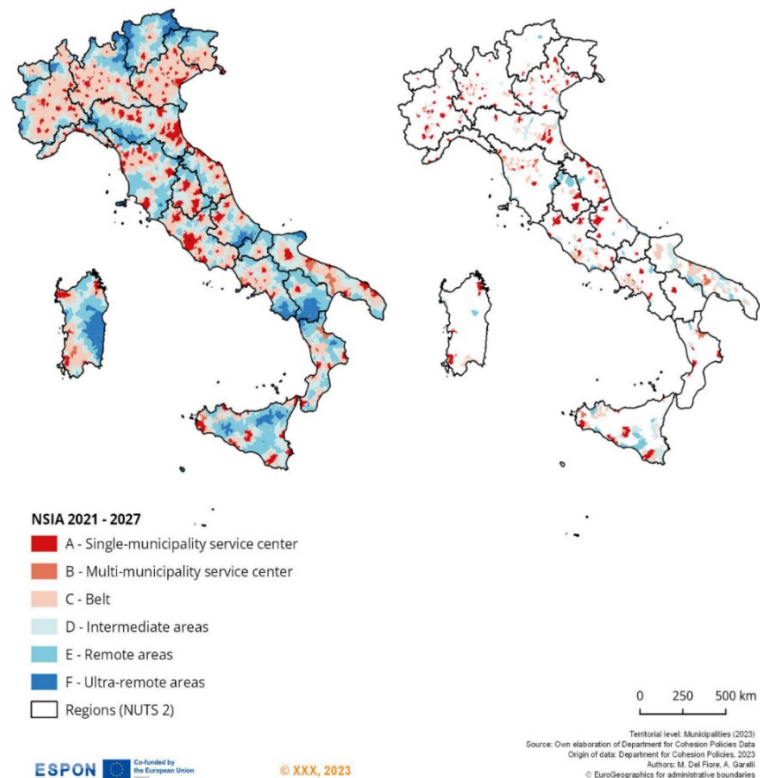 NSIA 2021 - 2027
A - Single-municipality service center
B - Multi-municipality service center
C - Belt
D - Intermediate areas
E - Remote areas
F - Ultra-remote areas
Regions (NUTS 2)
0 250 500 km
Territorial level: Municipalities (2023)
Source: Own elaboration of Department for Cohesion Policies Data
Origin of data: Department for Cohesion Policies, 2023
Authors: M. Del Fiore, A. Garelli
© EuroGeographics for administrative boundaries
ESPON Co-funded by
the European Union
© XXX, 2023